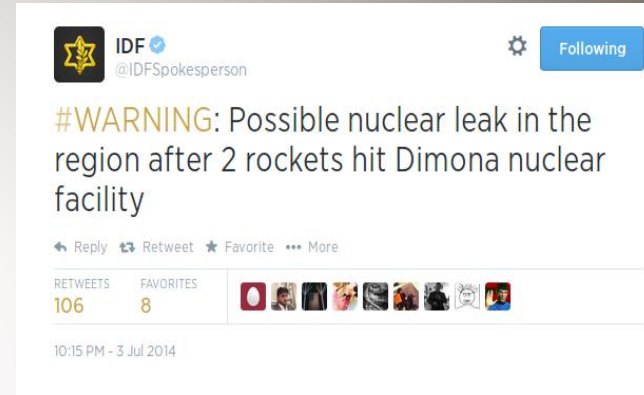 IDF
Following
@IDFSpokesperson
#WARNING: Possible nuclear leak in the
region after 2 rockets hit Dimona nuclear
facility
Reply Retweet Favorite More
RETWEETS FAVORITES
106 8
10:15 PM - 3 Jul 2014